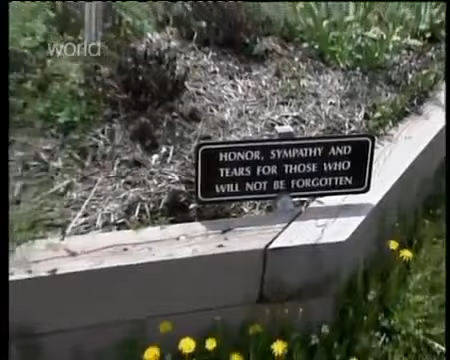 world
HONOR, SYMPATHY AND
TEARS FOR THOSE WHO
WILL NOT BE FORGOTTEN